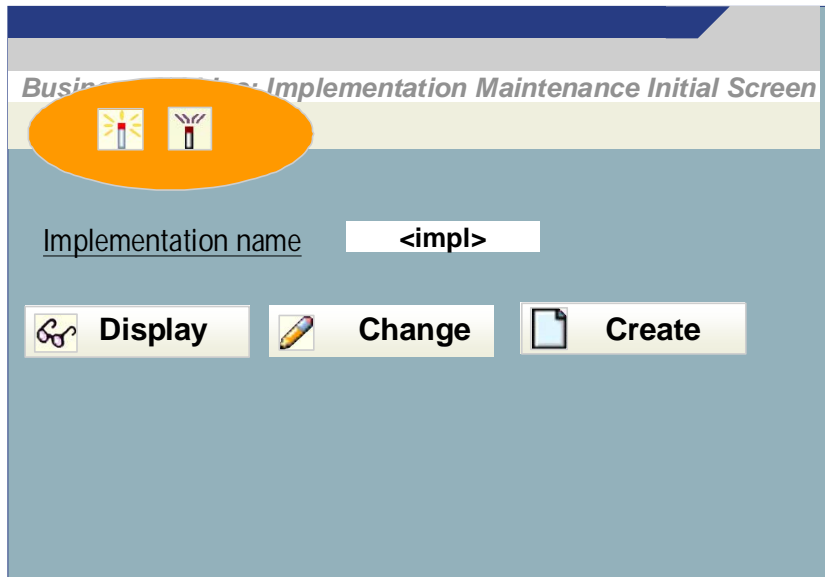 Implementation Maintenance Initial Screen
Implementation name
<impl>
Display
Change
Create